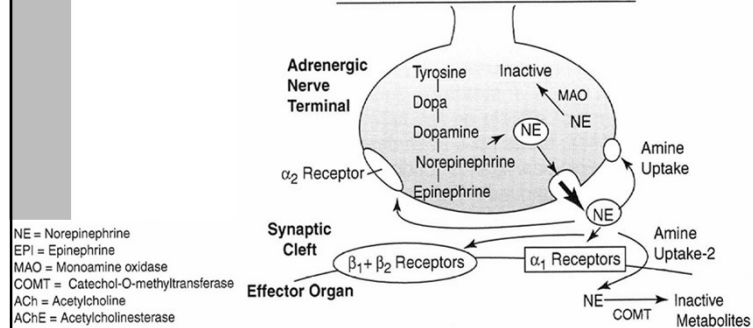 Adrenergic
Nerve
Terminal
Tyrosine
Dopa
Dopamine
Norepinephrine
Epinephrine
Inactive
MAO
NE
NE
Amine
Uptake
α2 Receptor
NE
Synaptic
Cleft
Amine
Uptake-2
β1+ β2 Receptors
α1 Receptors
Effector Organ
NE
COMT
Inactive
Metabolites
NE = Norepinephrine
EPI = Epinephrine
MAO = Monoamine oxidase
COMT = Catechol-O-methyltransferase
ACh = Acetylcholine
AChE = Acetylcholinesterase